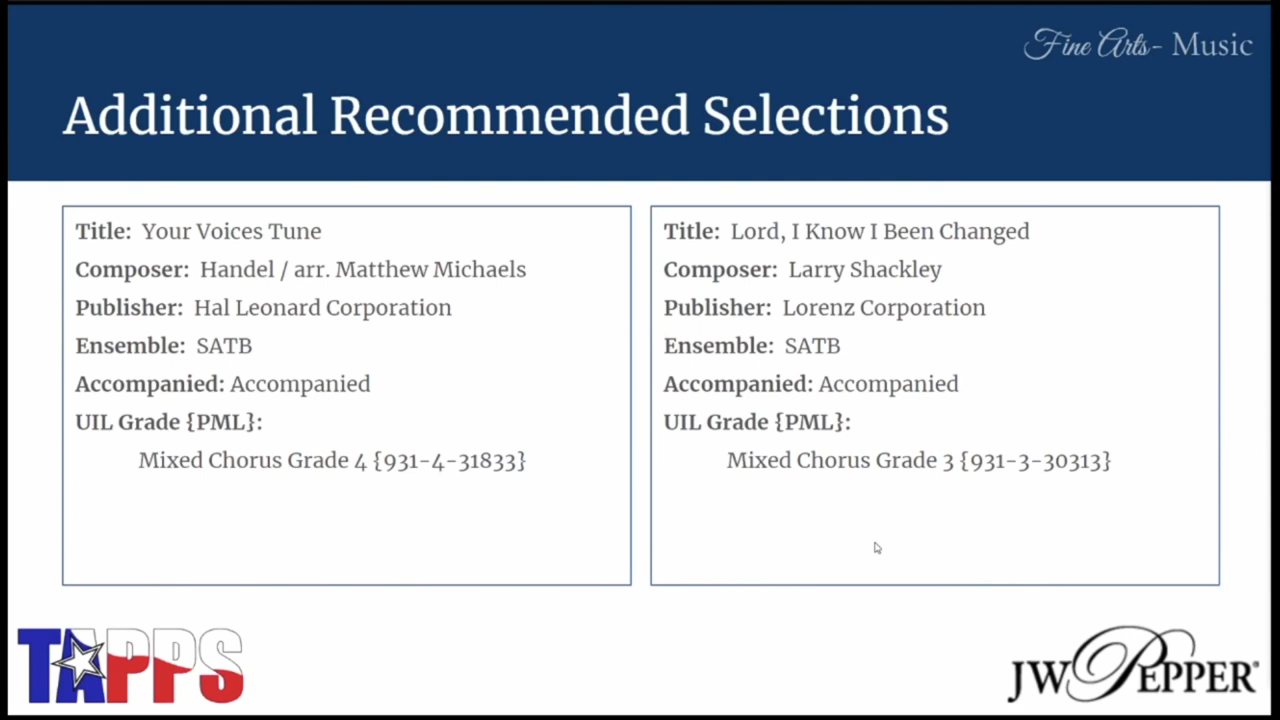 Fine Arts- Music
Additional Recommended Selections
Title: Your Voices Tune
Composer: Handel / arr. Matthew Michaels
Publisher: Hal Leonard Corporation
Ensemble: SATB
Accompanied: Accompanied
UIL Grade {PML}:
Mixed Chorus Grade 4 {931-4-31833}
Title: Lord, I Know I Been Changed
Composer: Larry Shackley
Publisher: Lorenz Corporation
Ensemble: SATB
Accompanied: Accompanied
UIL Grade {PML}:
Mixed Chorus Grade 3 {931-3-30313}
TAPPS
JW PEPPER®